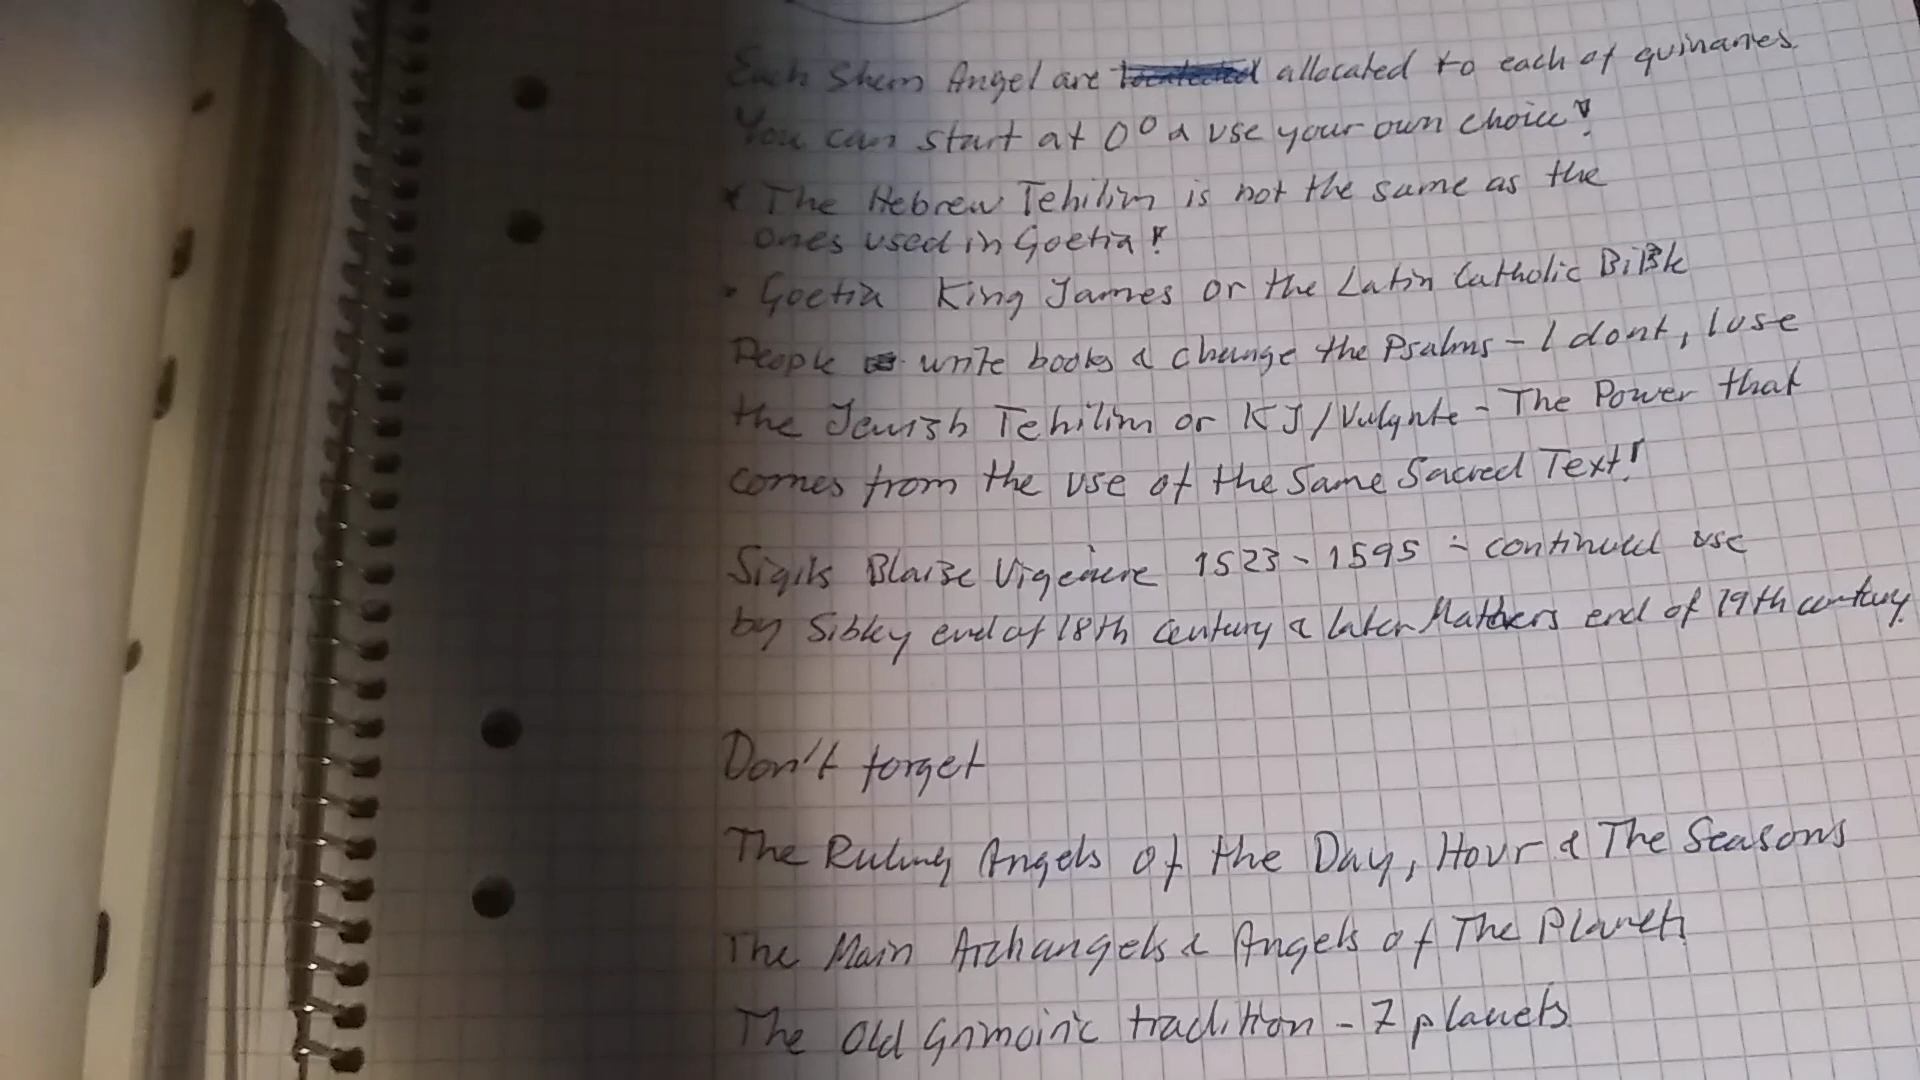 Each Shem Angel are allocated to each of quinaries.
You can start at 0° & use your own choice!
* The Hebrew Tehilim is not the same as the
ones used in Goetia!
• Goetia King James or the Latin Catholic Bible
People write books & change the Psalms - I dont, I use
the Jewish Tehilim or KJ/Vulgate - The Power that
comes from the use of the same Sacred Text!
Sigils Blaise Vigenere 1523-1595 - continued use
by Sibley end of 18th century & later Mathers end of 19th century.
Don't forget
The Ruling Angels of the Day, Hour & The Seasons
The Main Archangels & Angels of The Planets
The Old Grimoiric tradition - 7 planets